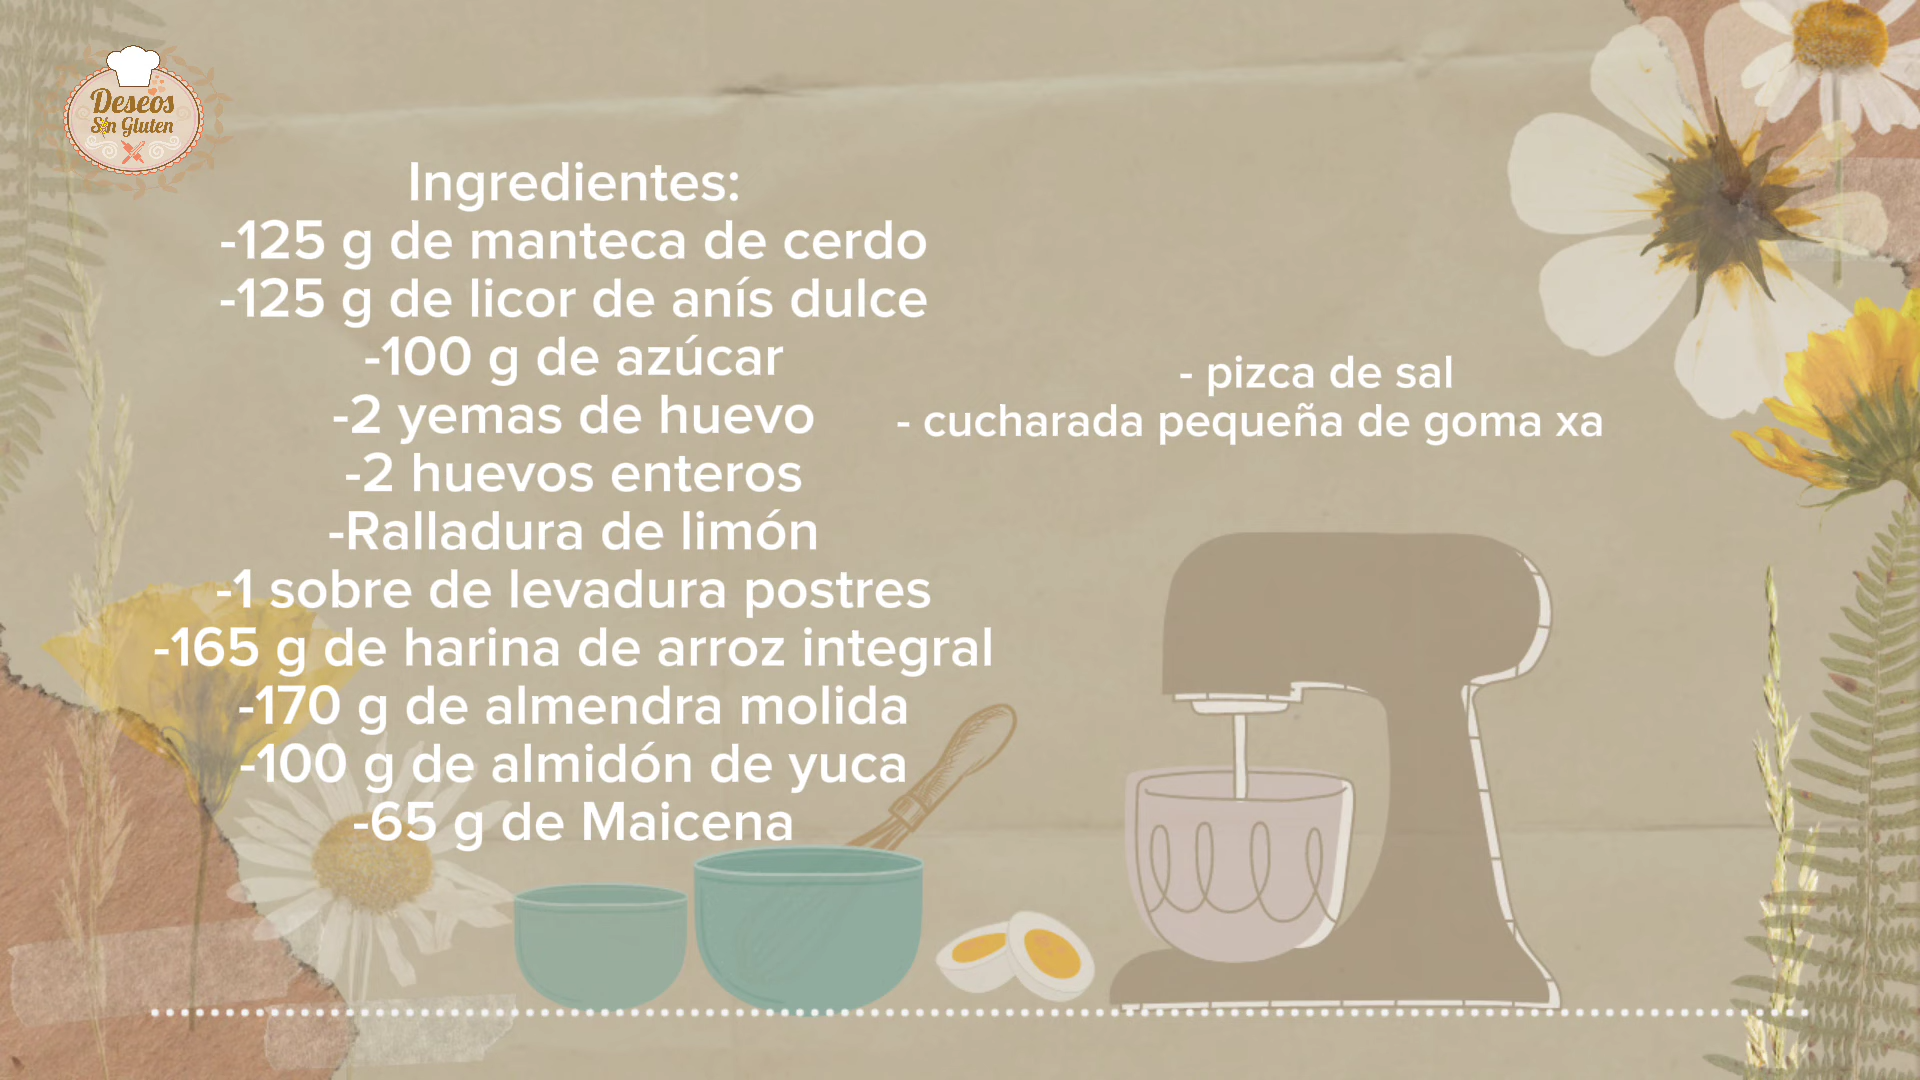 Deseos
Sin Gluten
Ingredientes:
-125 g de manteca de cerdo
-125 g de licor de anís dulce
-100 g de azúcar
-2 yemas de huevo
-2 huevos enteros
-Ralladura de limón
-1 sobre de levadura postres
-165 g de harina de arroz integral
-170 g de almendra molida
-100 g de almidón de yuca
-65 g de Maicena
- pizca de sal
- cucharada pequeña de goma xa